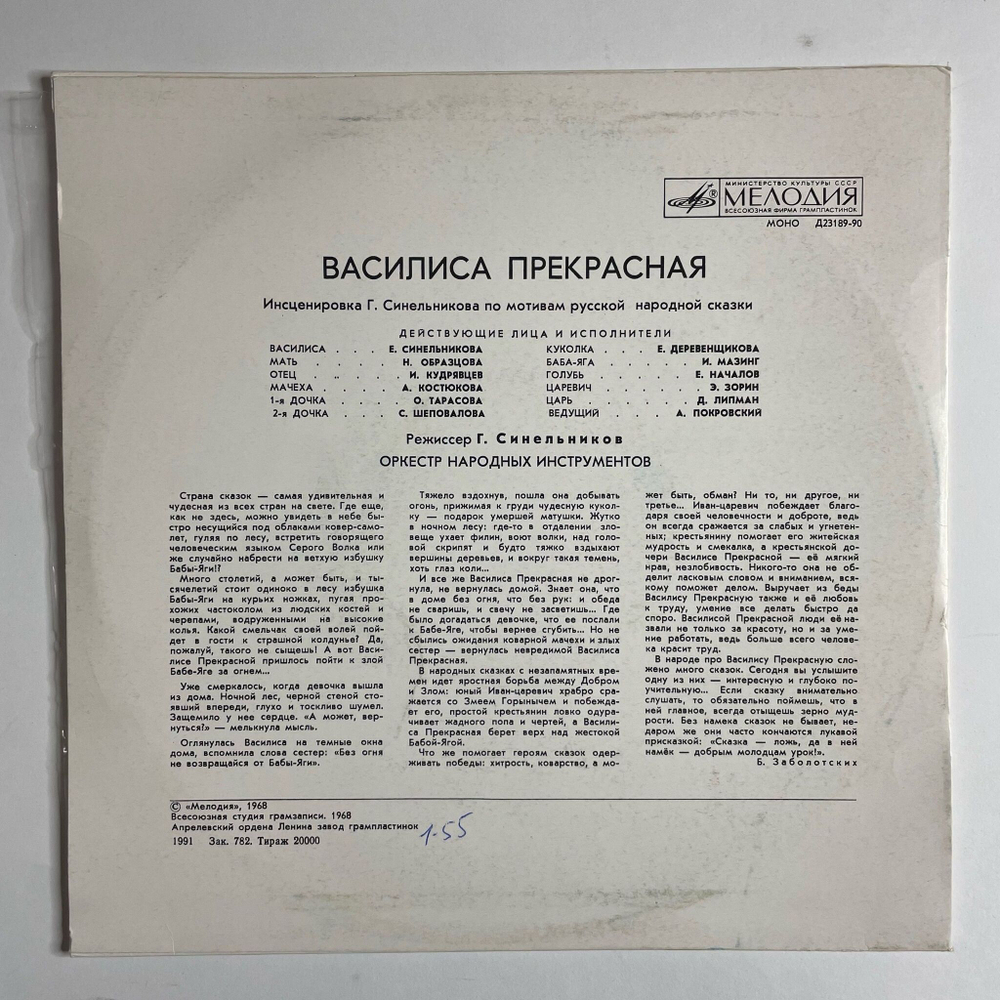 МИНИСТЕРСТВО КУЛЬТУРЫ СССР
® МЕЛОДИЯ
ВСЕСОЮЗНАЯ ФИРМА ГРАМПЛАСТИНОК
МОНО Д23189-90
ВАСИЛИСА ПРЕКРАСНАЯ
Инсценировка Г. Синельникова по мотивам русской народной сказки
ДЕЙСТВУЮЩИЕ ЛИЦА И ИСПОЛНИТЕЛИ
ВАСИЛИСА . . . Е. СИНЕЛЬНИКОВА
МАТЬ . . . . Н. ОБРАЗЦОВА
ОТЕЦ . .. . . И. КУДРЯВЦЕВ
МАЧЕХА . . . . А. КОСТЮКОВА
1-я ДОЧКА . . . . О. ТАРАСОВА
2-я ДОЧКА . . . С. ШЕПОВАЛОВА
КУКОЛКА . . . Е. ДЕРЕВЕНЩИКОВА
БАБА-ЯГА . . . . . И. МАЗИНГ
ГОЛУБЬ . . . . . Е. НАЧАЛОВ
ЦАРЕВИЧ . . . . . . Э. ЗОРИН
ЦАРЬ . . . . . . Д. ЛИПМАН
ВЕДУЩИЙ . . . А. ПОКРОВСКИЙ
Режиссер Г. Синельников
ОРКЕСТР НАРОДНЫХ ИНСТРУМЕНТОВ
Страна сказок — самая удивительная и
чудесная из всех стран на свете. Где еще,
как не здесь, можно увидеть в небе бы-
стро несущийся под облаками ковер-само-
лет, гуляя по лесу, встретить говорящего
человеческим языком Серого Волка или
же случайно набрести на ветхую избушку
Бабы-Яги!?
Много столетий, а может быть, и ты-
сячелетий стоит одиноко в лесу избушка
Бабы-Яги на курьих ножках, пугая про-
хожих частоколом из людских костей и
черепами, водруженными на высокие
колья. Какой смельчак своей волей пой-
дет в гости к страшной колдунье? Да,
пожалуй, такого не сыщешь! А вот Васи-
лисе Прекрасной пришлось пойти к злой
Бабе-Яге за огнем...
Уже смеркалось, когда девочка вышла
из дома. Ночной лес, черной стеной сто-
явший впереди, глухо и тоскливо шумел.
Защемило у нее сердце. «А может, вер-
нуться?» — мелькнула мысль.
Оглянулась Василиса на темные окна
дома, вспомнила слова сестер: «Без огня
не возвращайся от Бабы-Яги».
Тяжело вздохнув, пошла она добывать
огонь, прижимая к груди чудесную кукол-
ку — подарок умершей матушки. Жутко
в ночном лесу: где-то в отдалении зло-
веще ухает филин, воют волки, над голо-
вой скрипят и будто тяжко вздыхают
вершины деревьев, и вокруг такая темень,
хоть глаз коли...
И все же Василиса Прекрасная не дрог-
нула, не вернулась домой. Знает она, что
в доме без огня, что без рук: и обеда
не сваришь, и свечу не засветишь... Где
было догадаться девочке, что ее послали
к Бабе-Яге, чтобы вернее сгубить... Но не
сбылись ожидания коварной мачехи и злых
сестер — вернулась невредимой Василиса
Прекрасная.
В народных сказках с незапамятных вре-
мен идет яростная борьба между Добром
и Злом: юный Иван-царевич храбро сра-
жается со Змеем Горынычем и побежда-
ет его, простой крестьянин ловко одура-
чивает жадного попа и чертей, а Васили-
са Прекрасная берет верх над жестокой
Бабой-Ягой.
Что же помогает героям сказок одер-
живать победы: хитрость, коварство, а мо-
жет быть, обман? Ни то, ни другое, ни
третье... Иван-царевич побеждает благо-
даря своей человечности и доброте, ведь
он всегда сражается за слабых и угнетен-
ных; крестьянину помогает его житейская
мудрость и смекалка, а крестьянской до-
чери Василисе Прекрасной — её мягкий
нрав, незлобивость. Никого-то она не об-
делит ласковым словом и вниманием, вся-
кому поможет делом. Выручает из беды
Василису Прекрасную также и её любовь
к труду, умение все делать быстро да
споро. Василисой Прекрасной люди её на-
звали не только за красоту, но и за уме-
ние работать, ведь больше всего челове-
ка красит труд.
В народе про Василису Прекрасную сло-
жено много сказок. Сегодня вы услышите
одну из них — интересную и глубоко по-
учительную... Если сказку внимательно
слушать, то обязательно поймешь, что в
ней главное, всегда отыщешь зерно муд-
рости. Без намека сказок не бывает, не-
даром же они часто кончаются лукавой
присказкой: «Сказка — ложь, да в ней
намёк — добрым молодцам урок!».
Б. Заболотских
© «Мелодия», 1968
Всесоюзная студия грамзаписи. 1968
Апрелевский ордена Ленина завод грампластинок
1991 Зак. 782. Тираж 20000
1-55